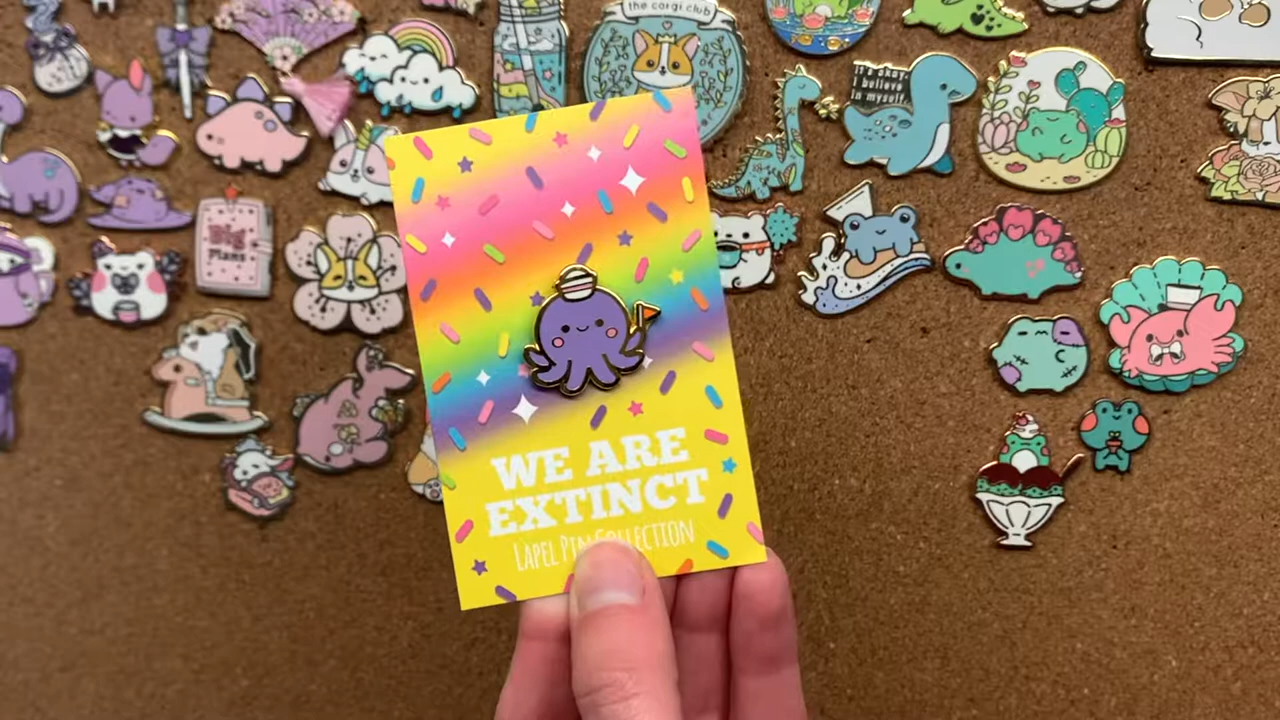 the corgi club
it's okay,
i believe
in myself
Big
Plans
WE ARE
EXTINCT
LAPEL PIN COLLECTION